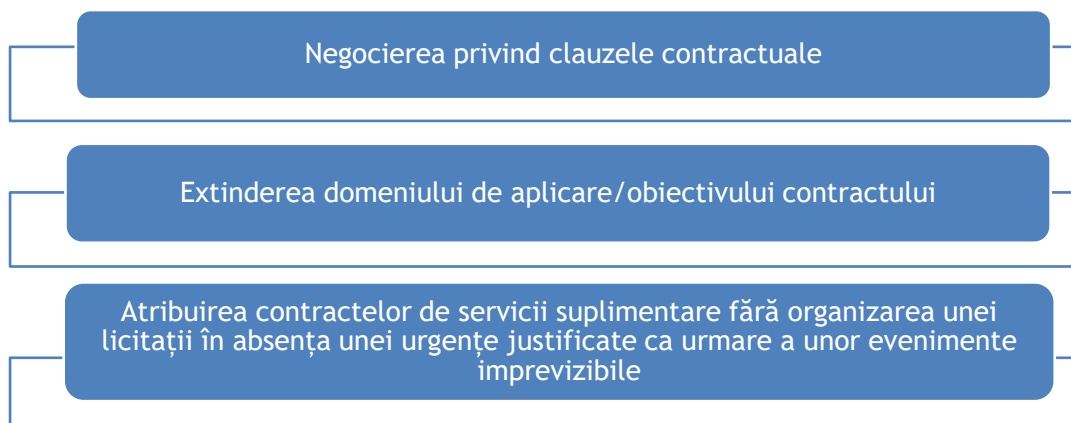 Negocierea privind clauzele contractuale
Extinderea domeniului de aplicare/obiectivului contractului
Atribuirea contractelor de servicii suplimentare fără organizarea unei
licitații în absența unei urgențe justificate ca urmare a unor evenimente
imprevizibile